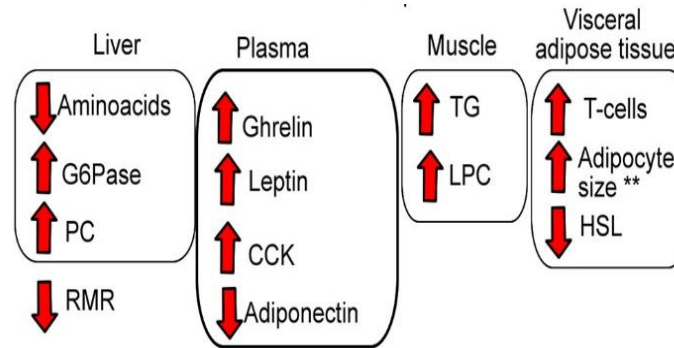 Liver
Aminoacids
G6Pase
PC
RMR
Plasma
Ghrelin
Leptin
CCK
Adiponectin
Muscle
TG
LPC
Visceral
adipose tissue
T-cells
Adipocyte
size **
HSL